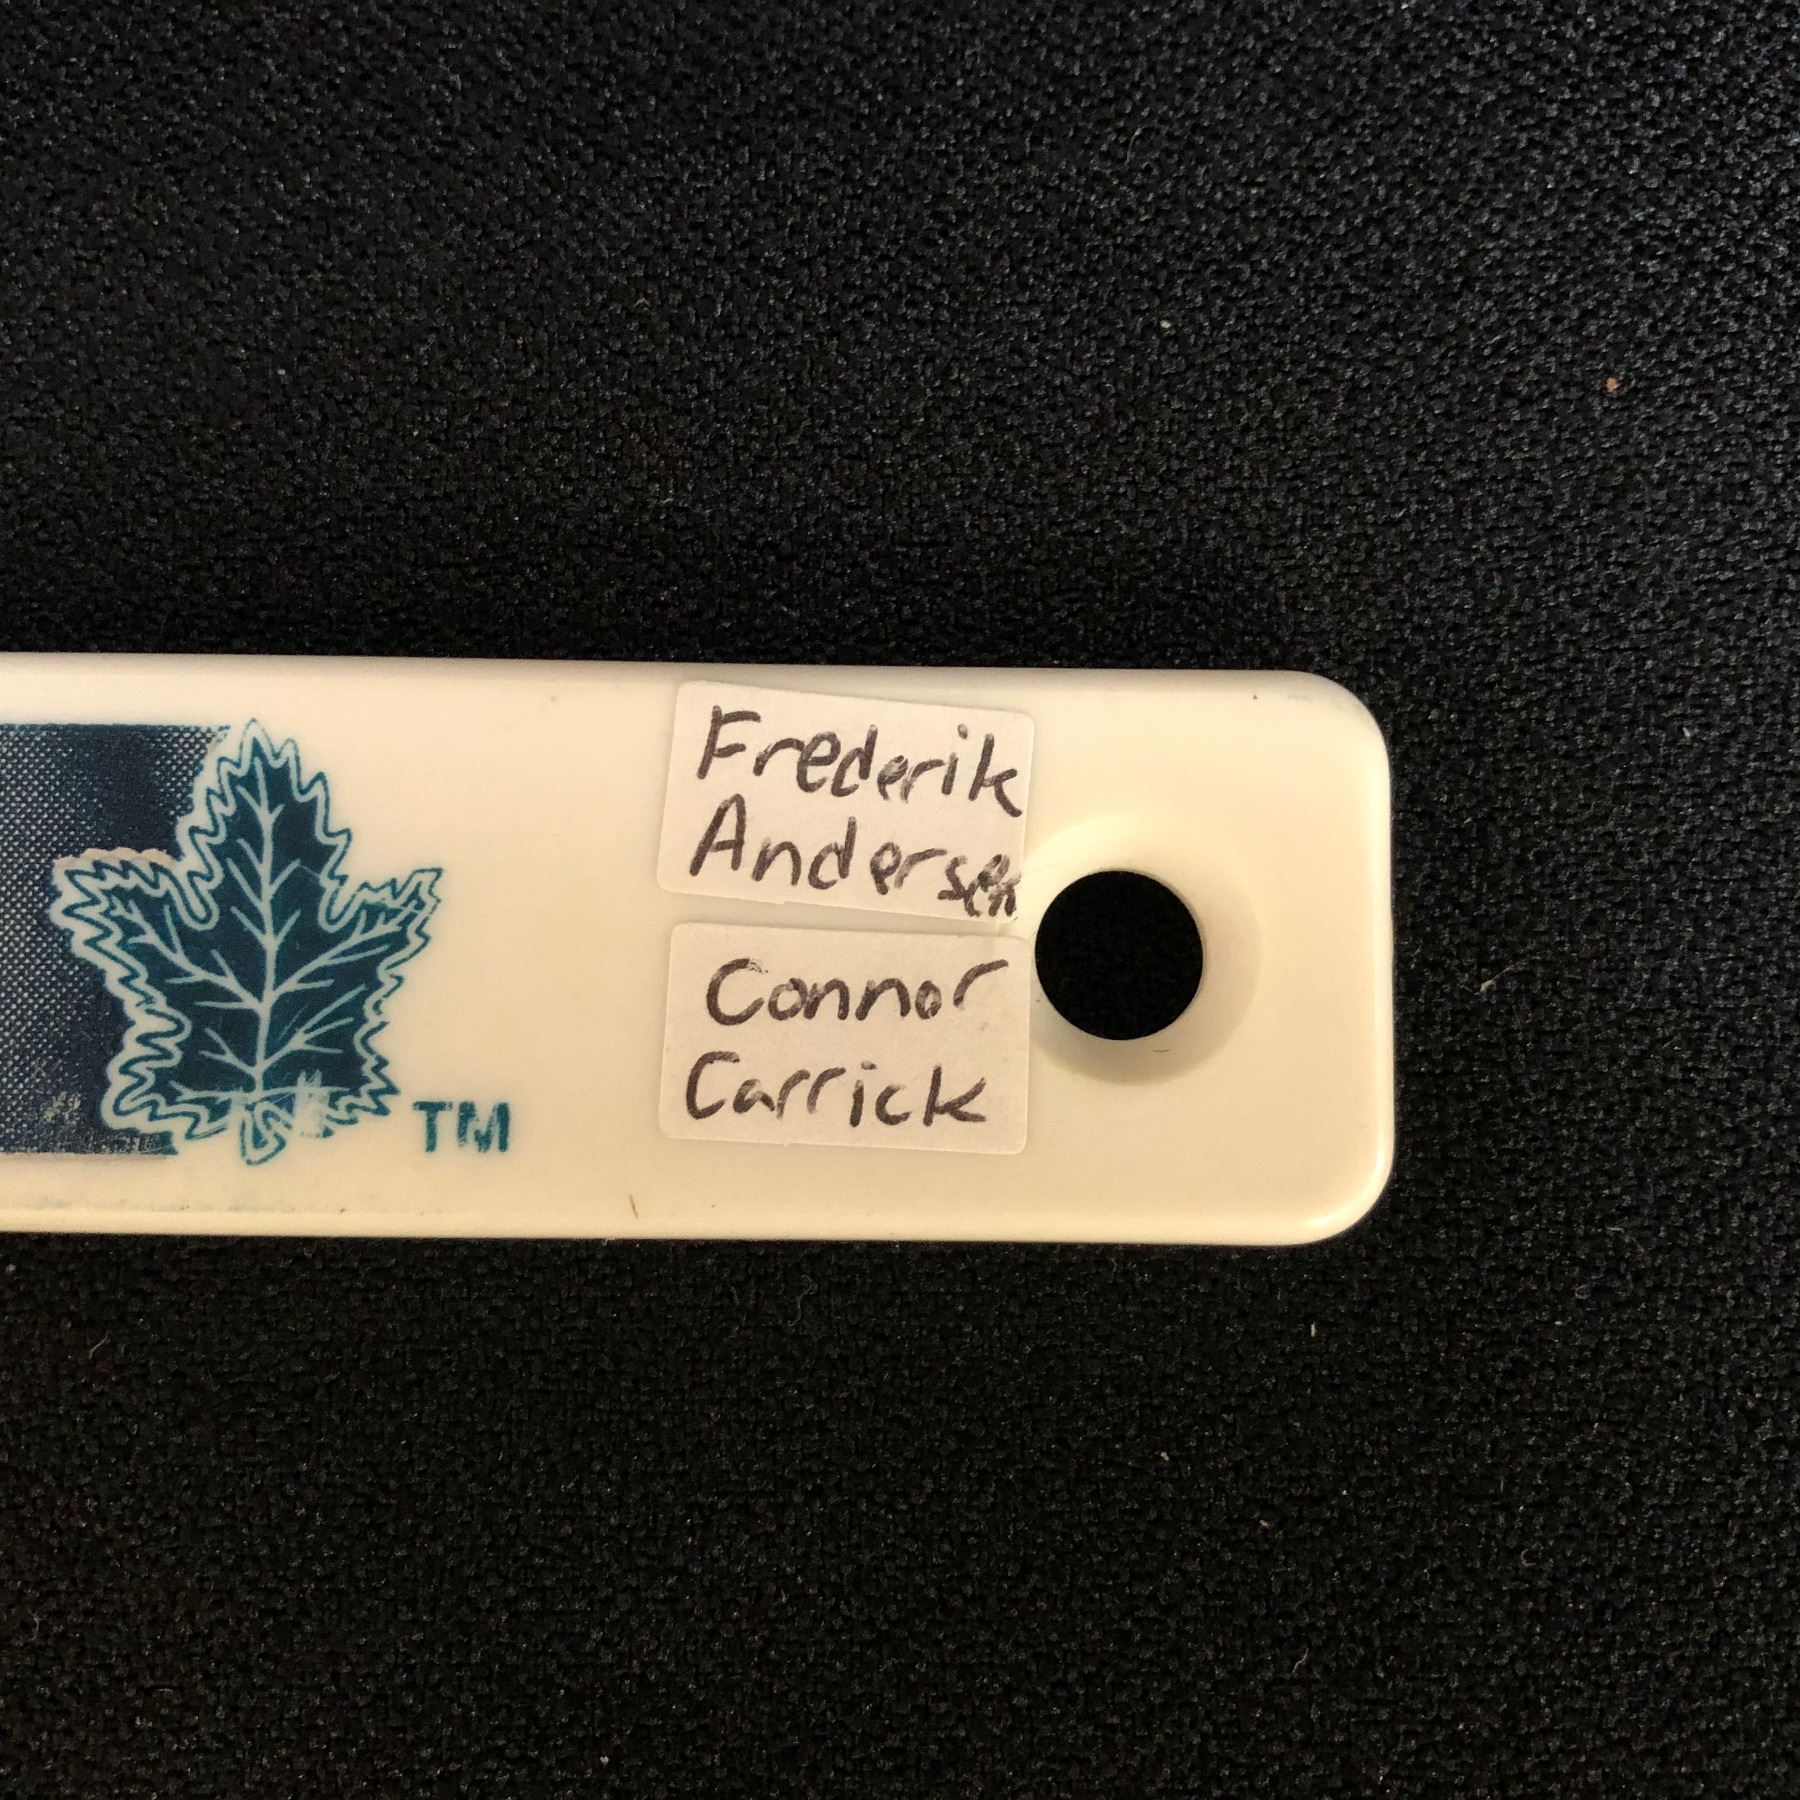 Frederik
Andersen
Connor
Carrick
TM